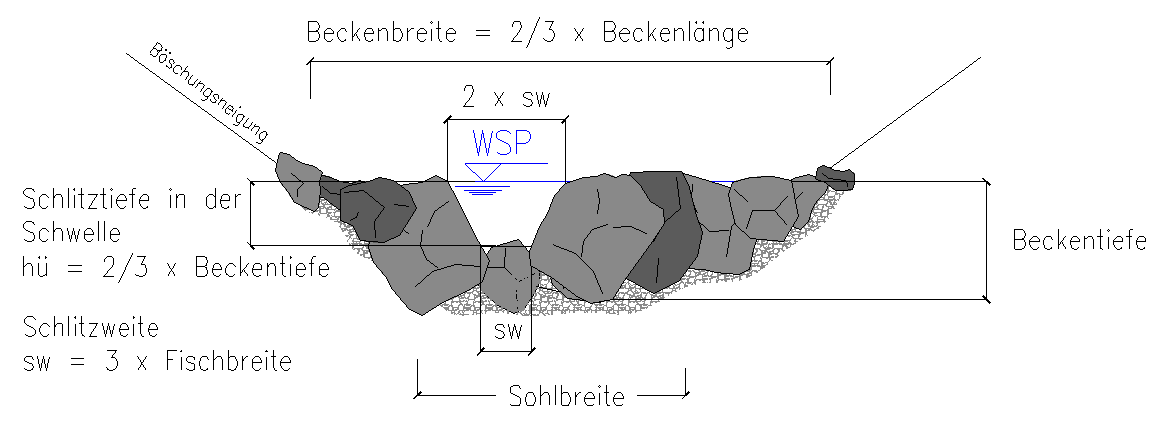 Beckenbreite = 2/3 x Beckenlänge
Böschungsneigung
2 x sw
WSP
Schlitztiefe in der
Schwelle
hü = 2/3 x Beckentiefe
Beckentiefe
Schlitzweite
sw = 3 x Fischbreite
sw
Sohlbreite